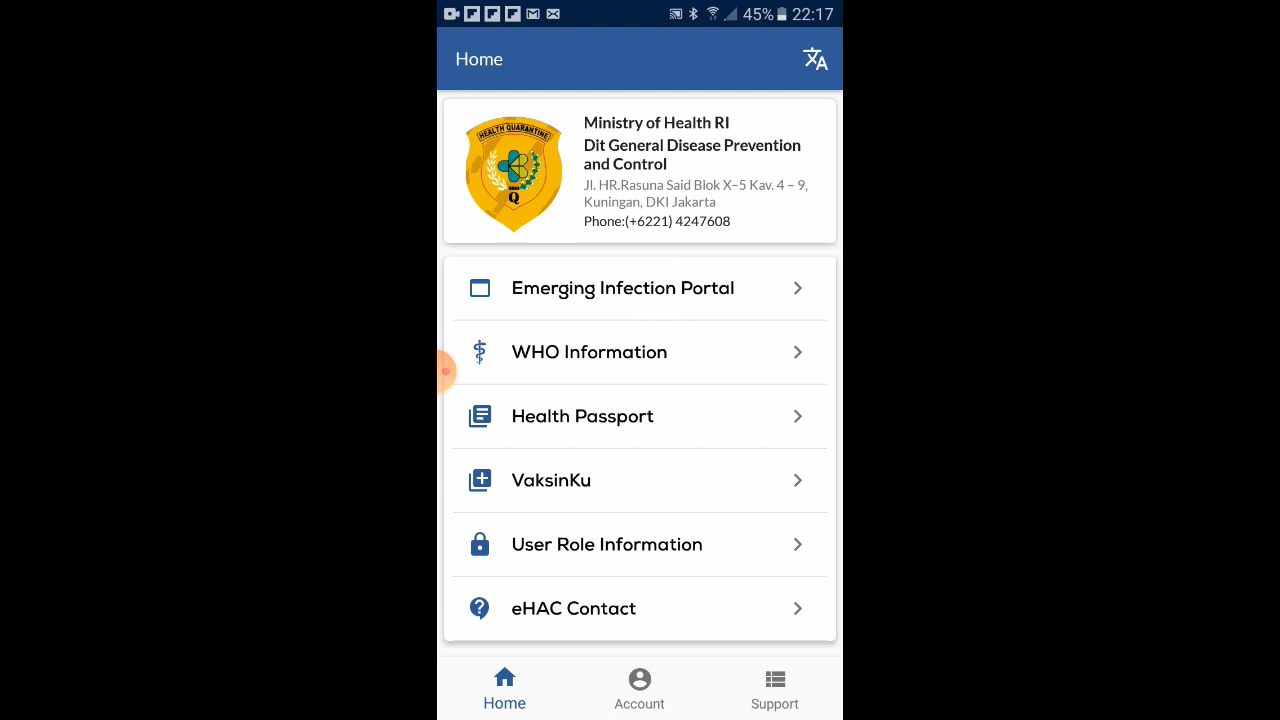 45% 22:17
Home
HEALTH QUARANTINE
Q
Ministry of Health RI
Dit General Disease Prevention
and Control
Jl. HR.Rasuna Said Blok X–5 Kav. 4 – 9,
Kuningan, DKI Jakarta
Phone:(+6221) 4247608
Emerging Infection Portal
WHO Information
Health Passport
VaksinKu
User Role Information
eHAC Contact
Home Account Support